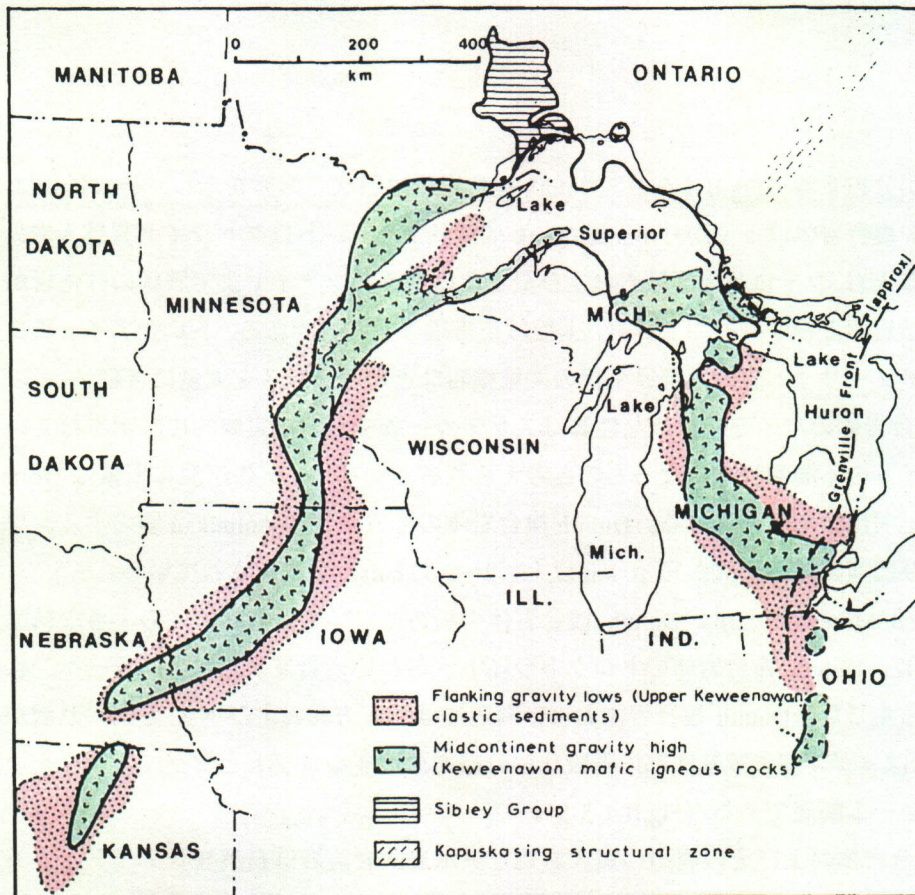 0 200 400
km
MANITOBA
ONTARIO
NORTH
DAKOTA
Lake
Superior
MINNESOTA
MICH.
(approx)
Grenville Front
Lake
Huron
SOUTH
DAKOTA
Lake
WISCONSIN
MICHIGAN
Mich.
ILL.
NEBRASKA
IOWA
IND.
OHIO
Flanking gravity lows (Upper Keweenawan
clastic sediments)
Midcontinent gravity high
(Keweenawan mafic igneous rocks)
Sibley Group
Kapuskasing structural zone
KANSAS